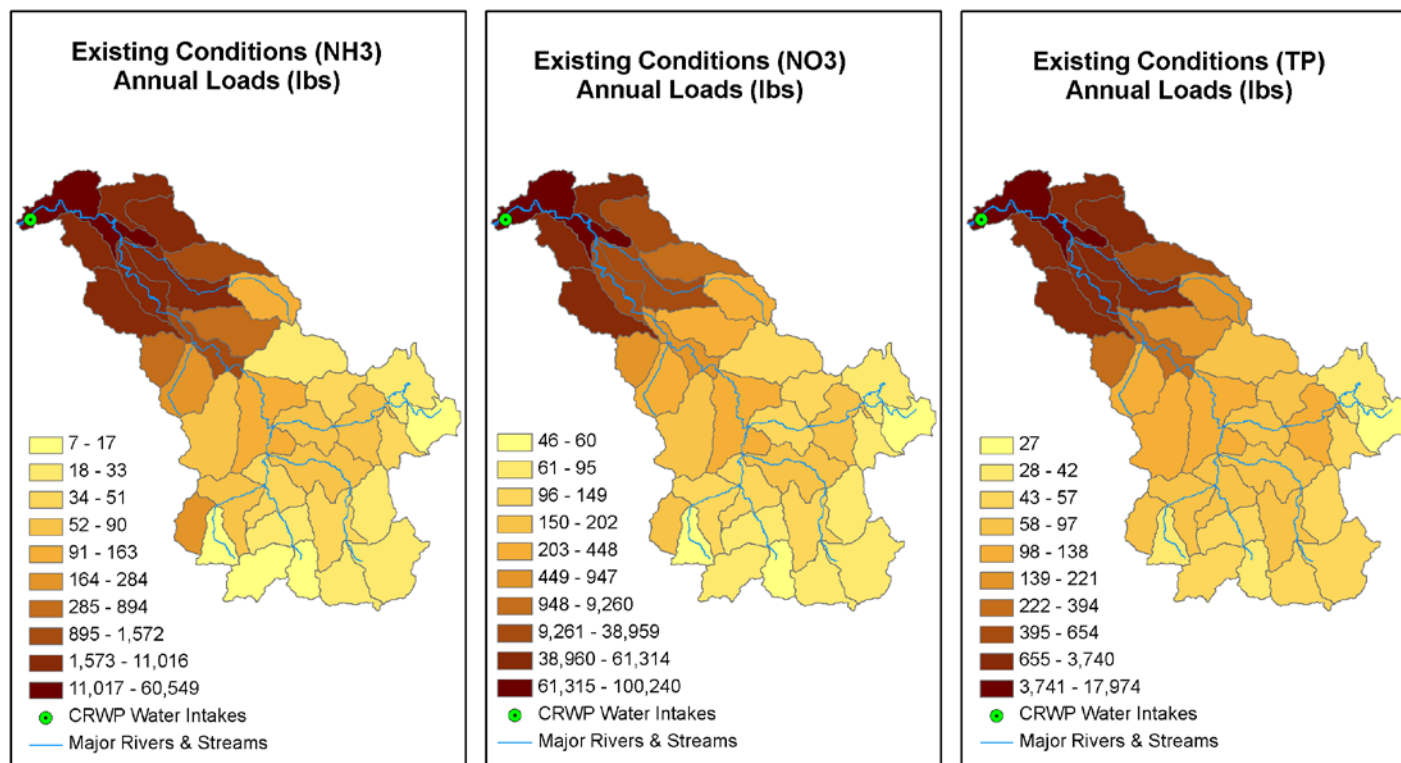 Existing Conditions (NH3)
Annual Loads (lbs)
7 - 17
18 - 33
34 - 51
52 - 90
91 - 163
164 - 284
285 - 894
895 - 1,572
1,573 - 11,016
11,017 - 60,549
CRWP Water Intakes
Major Rivers & Streams
Existing Conditions (NO3)
Annual Loads (lbs)
46 - 60
61 - 95
96 - 149
150 - 202
203 - 448
449 - 947
948 - 9,260
9,261 - 38,959
38,960 - 61,314
61,315 - 100,240
CRWP Water Intakes
Major Rivers & Streams
Existing Conditions (TP)
Annual Loads (lbs)
27
28 - 42
43 - 57
58 - 97
98 - 138
139 - 221
222 - 394
395 - 654
655 - 3,740
3,741 - 17,974
CRWP Water Intakes
Major Rivers & Streams